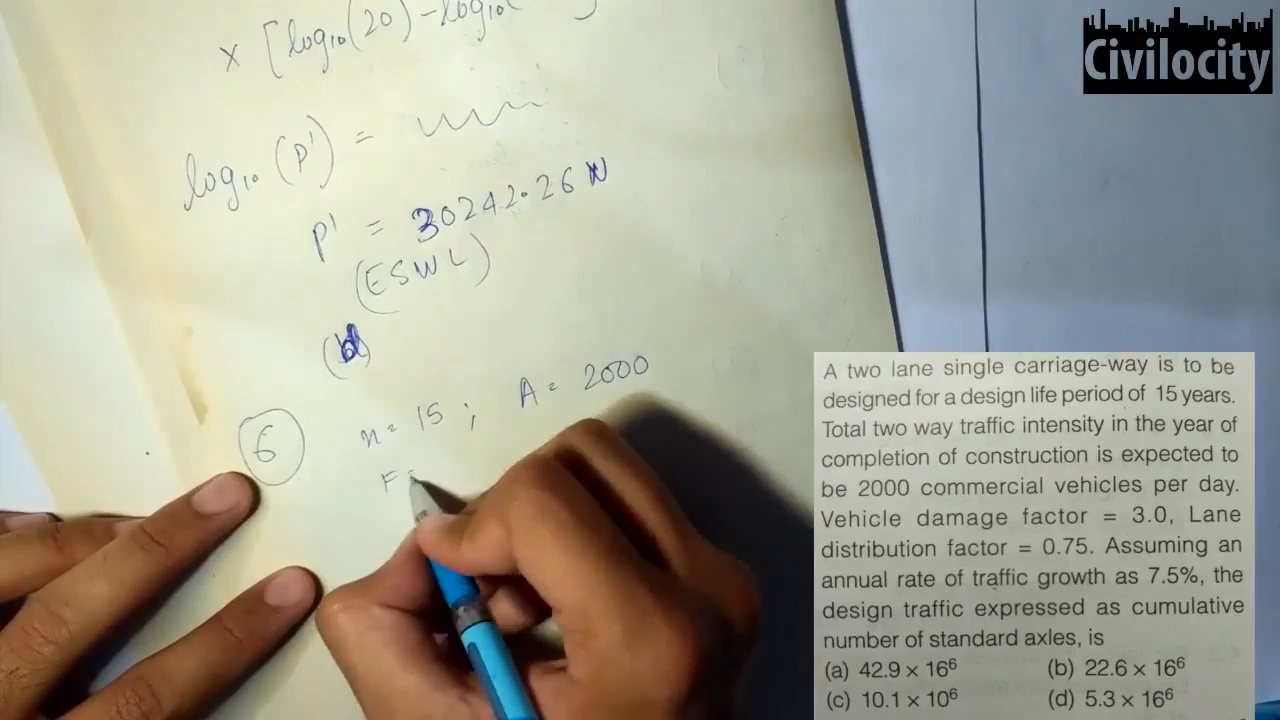 x [log10(20) - log10(
log10 (P') =
P' = 30242.26 N
(ESWL)
(d)
6
n = 15 ; A = 2000
F =
Civilocity
A two lane single carriage-way is to be
designed for a design life period of 15 years.
Total two way traffic intensity in the year of
completion of construction is expected to
be 2000 commercial vehicles per day.
Vehicle damage factor = 3.0, Lane
distribution factor = 0.75. Assuming an
annual rate of traffic growth as 7.5%, the
design traffic expressed as cumulative
number of standard axles, is
(a) 42.9 × 16⁶ (b) 22.6 × 16⁶
(c) 10.1 × 10⁶ (d) 5.3 × 16⁶